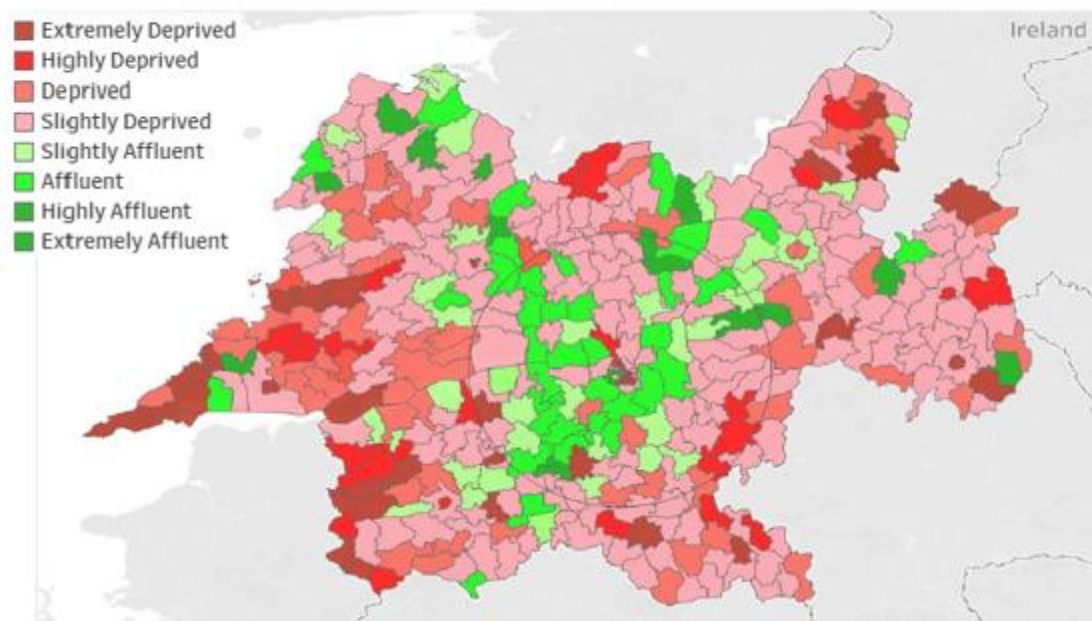 Extremely Deprived
Highly Deprived
Deprived
Slightly Deprived
Slightly Affluent
Affluent
Highly Affluent
Extremely Affluent
Ireland